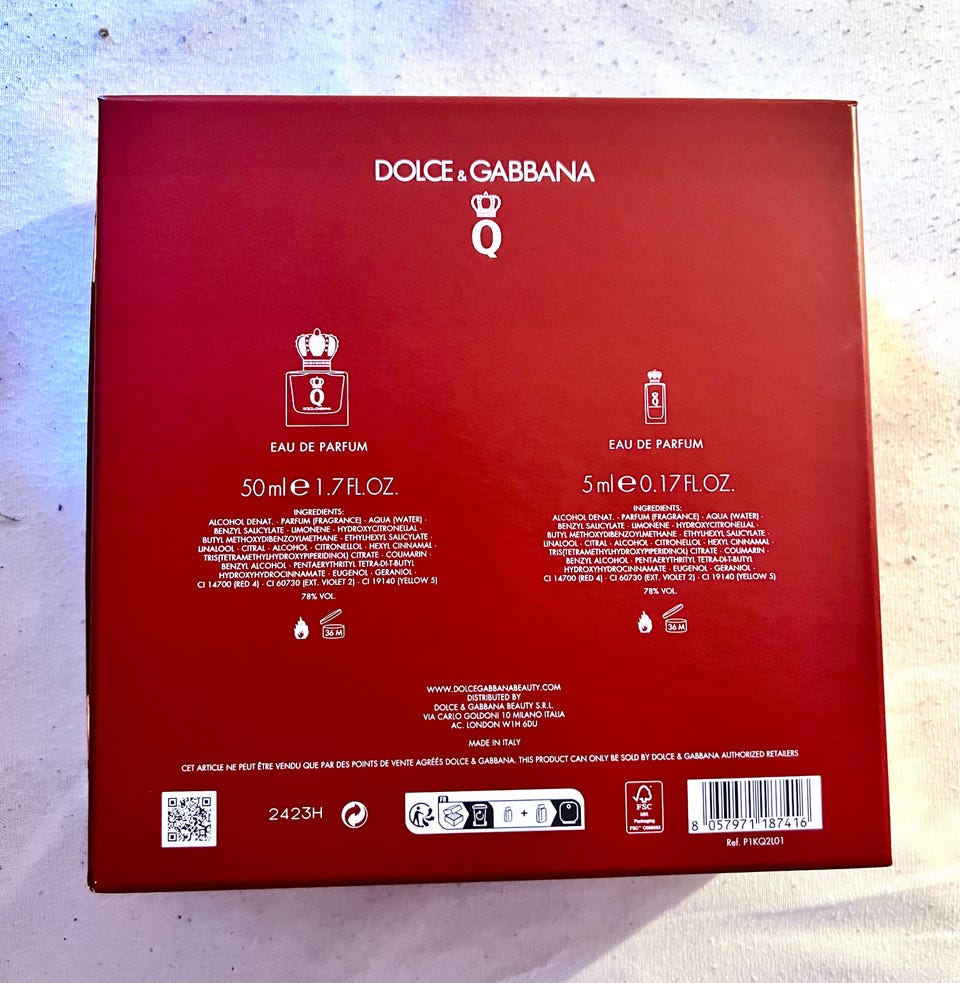 DOLCE & GABBANA
Q
Q
DOLCE&GABBANA
EAU DE PARFUM
50 ml ℮ 1.7 FL.OZ.
INGREDIENTS:
ALCOHOL DENAT. · PARFUM (FRAGRANCE) · AQUA (WATER) ·
BENZYL SALICYLATE · LIMONENE · HYDROXYCITRONELLAL ·
BUTYL METHOXYDIBENZOYLMETHANE · ETHYLHEXYL SALICYLATE ·
LINALOOL · CITRAL · ALCOHOL · CITRONELLOL · HEXYL CINNAMAL ·
TRIS(TETRAMETHYLHYDROXYPIPERIDINOL) CITRATE · COUMARIN ·
BENZYL ALCOHOL · PENTAERYTHRITYL TETRA-DI-T-BUTYL
HYDROXYHYDROCINNAMATE · EUGENOL · GERANIOL ·
CI 14700 (RED 4) · CI 60730 (EXT. VIOLET 2) · CI 19140 (YELLOW 5)
78% VOL.
36 M
Q
EAU DE PARFUM
5 ml ℮ 0.17 FL.OZ.
INGREDIENTS:
ALCOHOL DENAT. · PARFUM (FRAGRANCE) · AQUA (WATER) ·
BENZYL SALICYLATE · LIMONENE · HYDROXYCITRONELLAL ·
BUTYL METHOXYDIBENZOYLMETHANE · ETHYLHEXYL SALICYLATE ·
LINALOOL · CITRAL · ALCOHOL · CITRONELLOL · HEXYL CINNAMAL ·
TRIS(TETRAMETHYLHYDROXYPIPERIDINOL) CITRATE · COUMARIN ·
BENZYL ALCOHOL · PENTAERYTHRITYL TETRA-DI-T-BUTYL
HYDROXYHYDROCINNAMATE · EUGENOL · GERANIOL ·
CI 14700 (RED 4) · CI 60730 (EXT. VIOLET 2) · CI 19140 (YELLOW 5)
78% VOL.
36 M
WWW.DOLCEGABBANABEAUTY.COM
DISTRIBUTED BY
DOLCE & GABBANA BEAUTY S.R.L.
VIA CARLO GOLDONI 10 MILANO ITALIA
AC. LONDON W1H 6DU
MADE IN ITALY
CET ARTICLE NE PEUT ÊTRE VENDU QUE PAR DES POINTS DE VENTE AGRÉÉS DOLCE & GABBANA. THIS PRODUCT CAN ONLY BE SOLD BY DOLCE & GABBANA AUTHORIZED RETAILERS
2423H
FR
+
FSC
MIX
Packaging
FSC™ C008083
8 057971 187416
Ref. P1KQ2L01